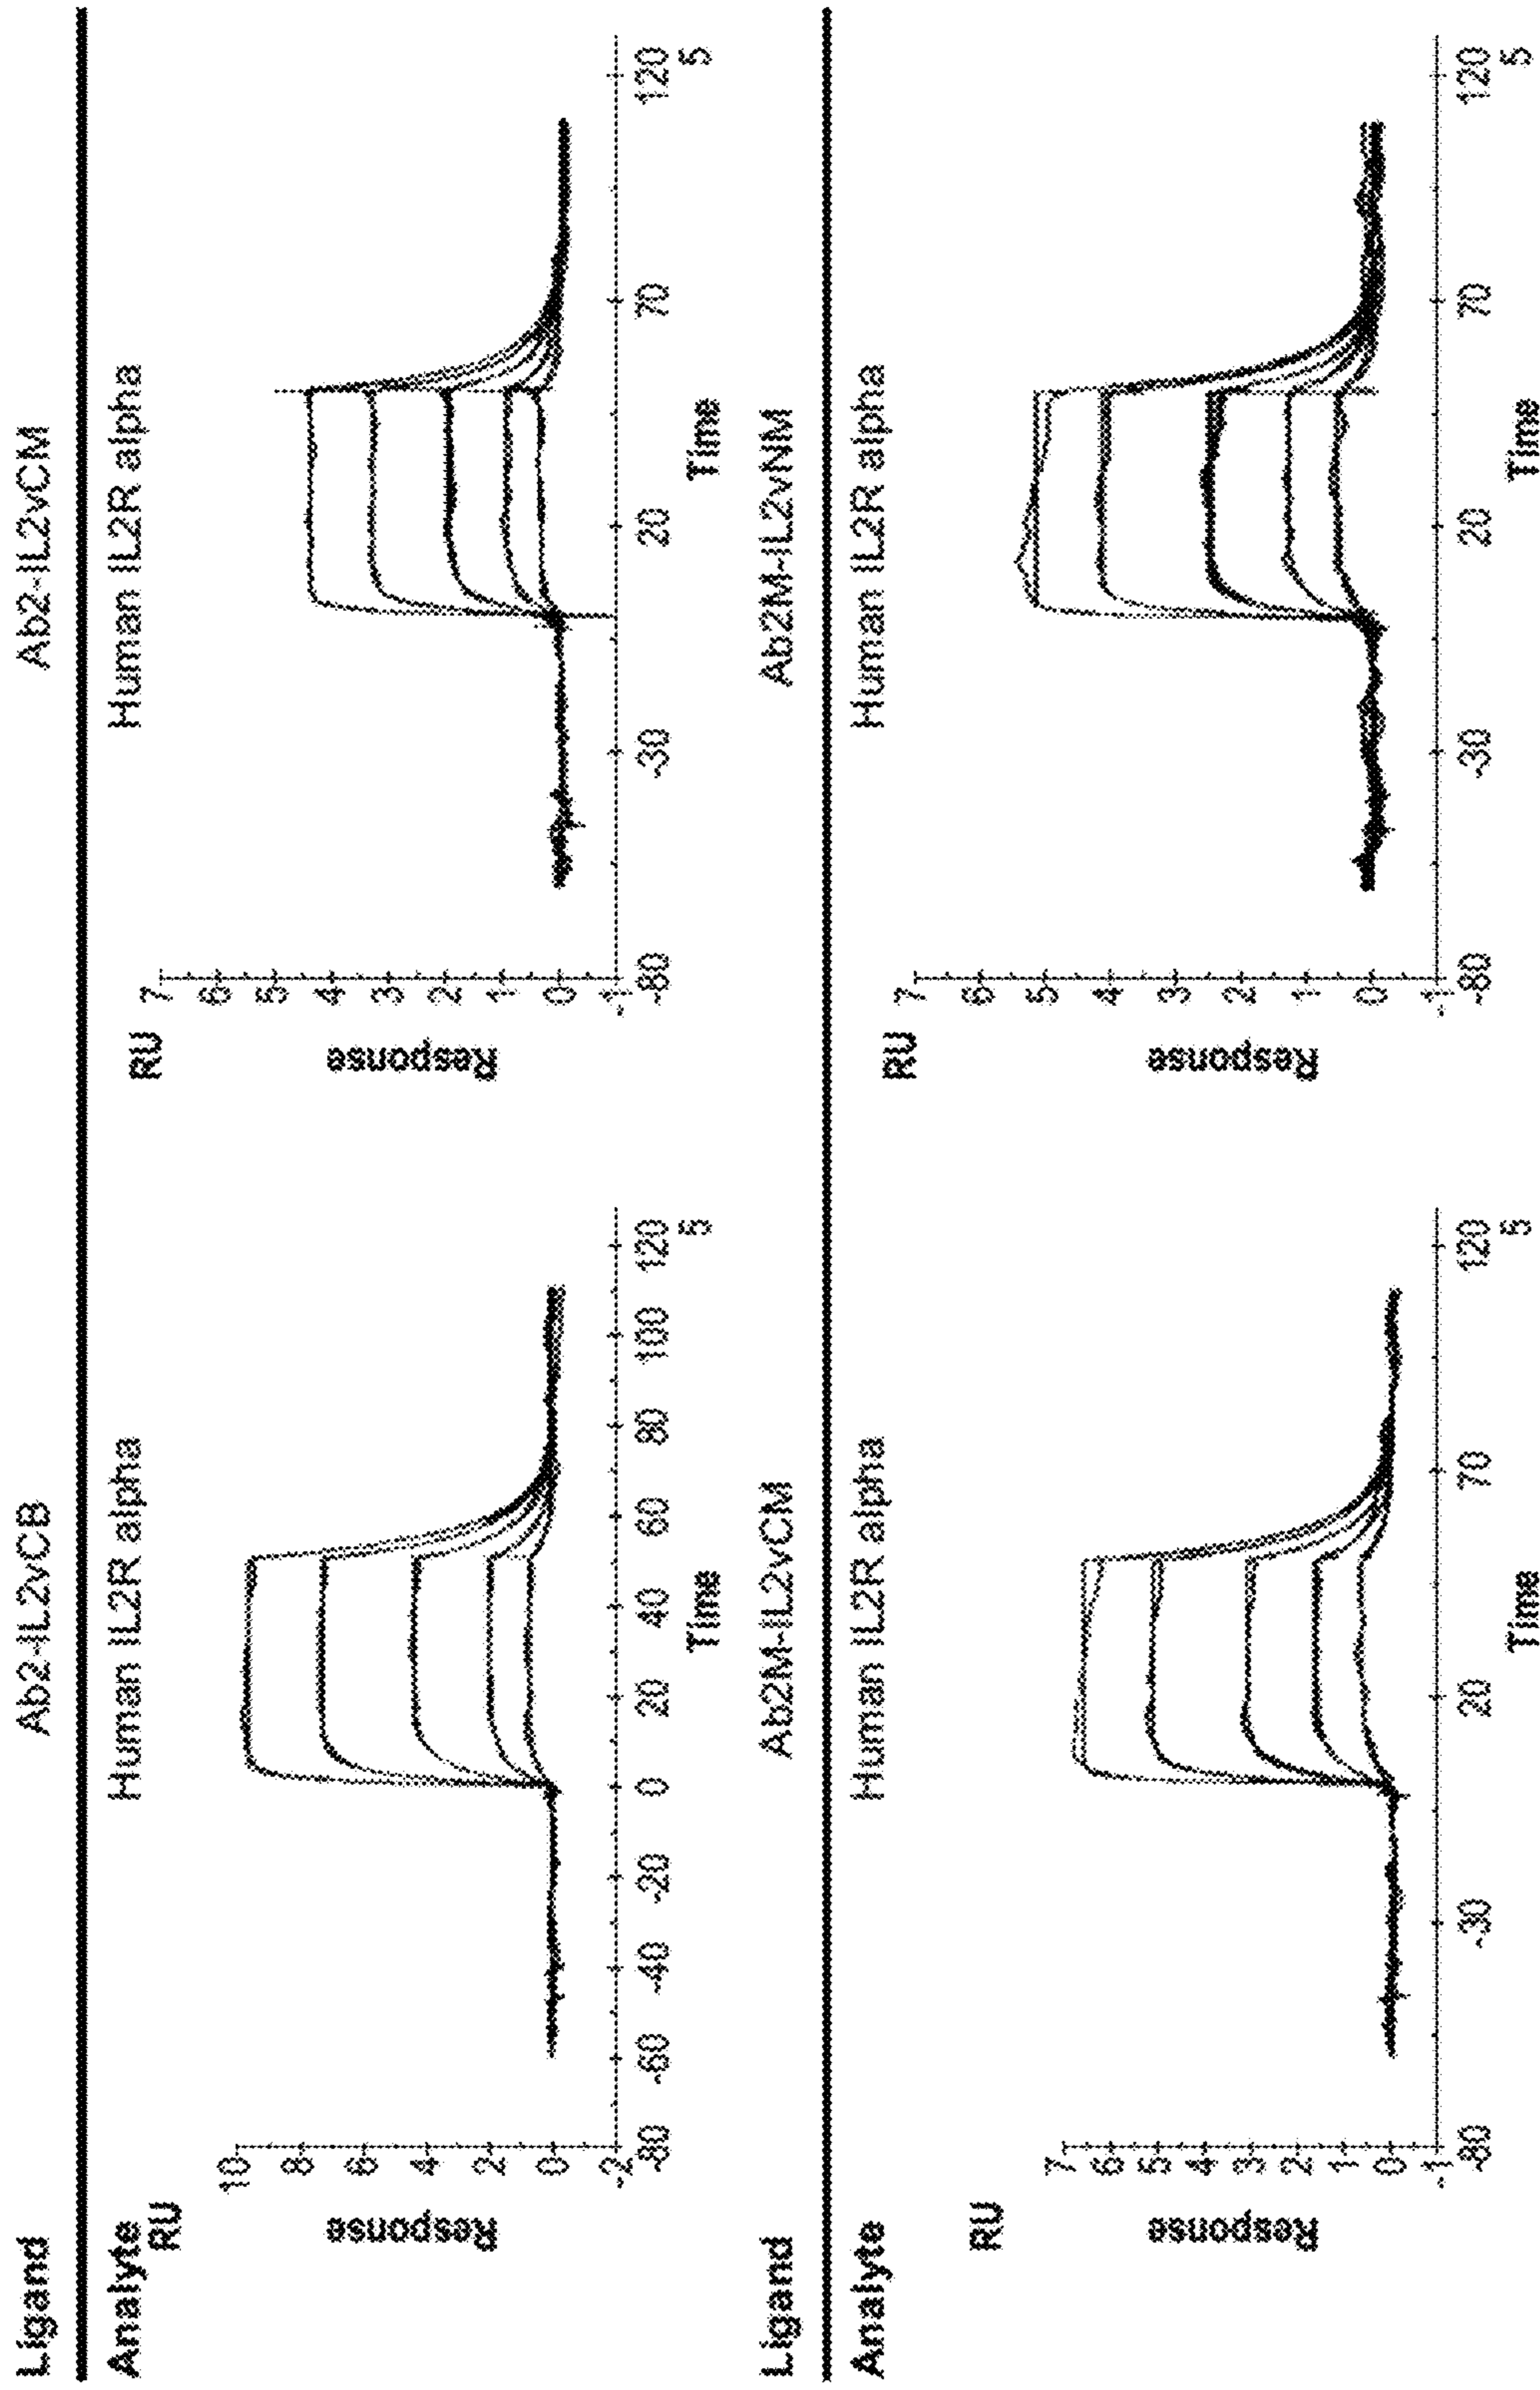 Ligand Ab2-IL2vCB Ab2-IL2vCM
Analyte Human IL2R alpha Human IL2R alpha
RU RU
Response
10
8
6
4
2
0
-2
-80 -60 -40 -20 0 20 40 60 80 100 120
Time 5
Response
7
6
5
4
3
2
1
0
-1
-80 -30 20 70 120
Time 5
Ligand Ab2M-IL2vCM Ab2M-IL2vNM
Analyte Human IL2R alpha Human IL2R alpha
RU RU
Response
7
6
5
4
3
2
1
0
-1
-80 -30 20 70 120
Time 5
Response
7
6
5
4
3
2
1
0
-1
-80 -30 20 70 120
Time 5